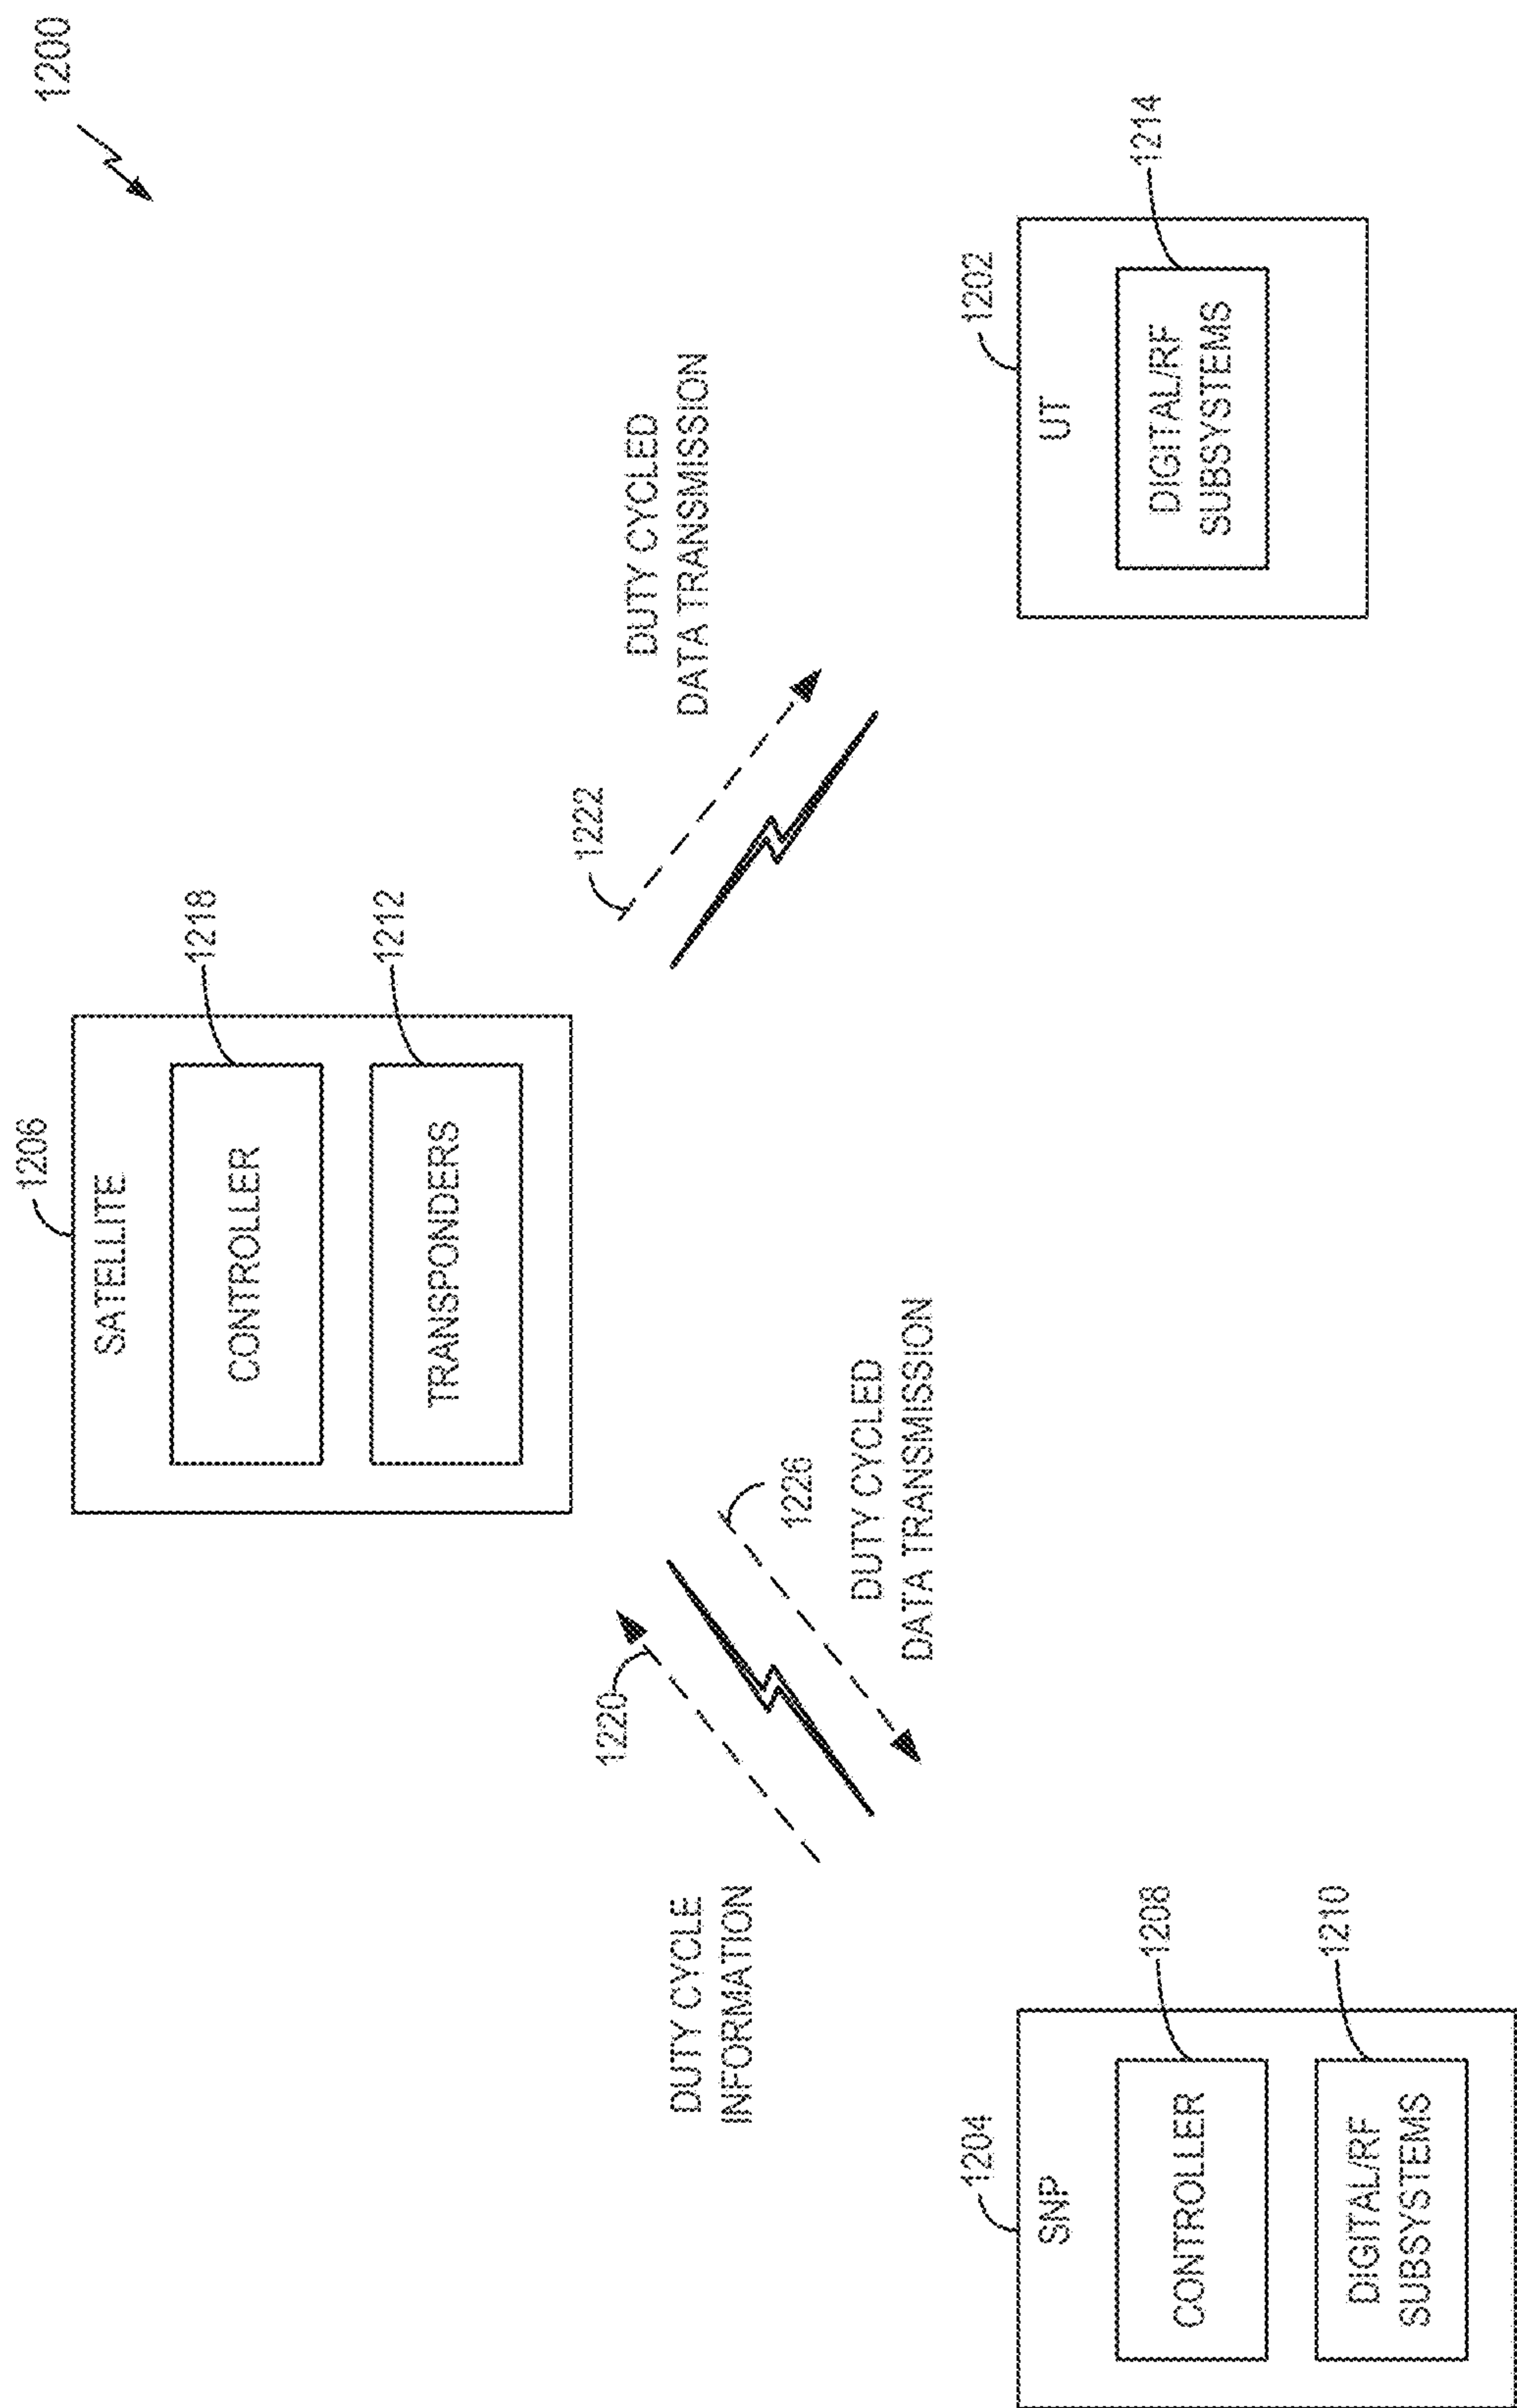 1200
1206
SATELLITE
CONTROLLER
1218
TRANSPONDERS
1212
1220
DUTY CYCLE
INFORMATION
1226
DUTY CYCLED
DATA TRANSMISSION
1222
DUTY CYCLED
DATA TRANSMISSION
1204
SNP
CONTROLLER
1208
DIGITAL/RF
SUBSYSTEMS
1210
1202
UT
DIGITAL/RF
SUBSYSTEMS
1214